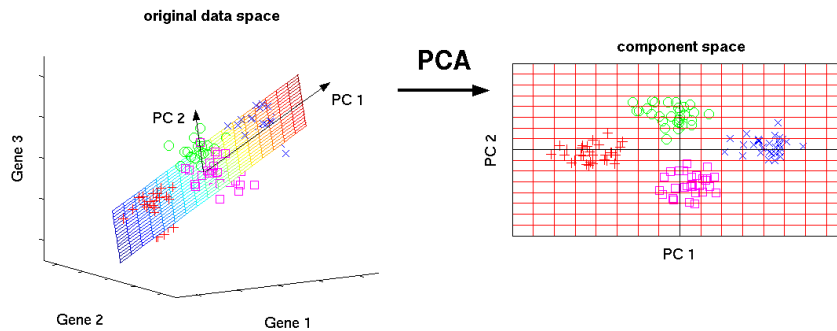 original data space
PCA
component space
PC 1
PC 2
Gene 3
Gene 2
Gene 1
PC 2
PC 1